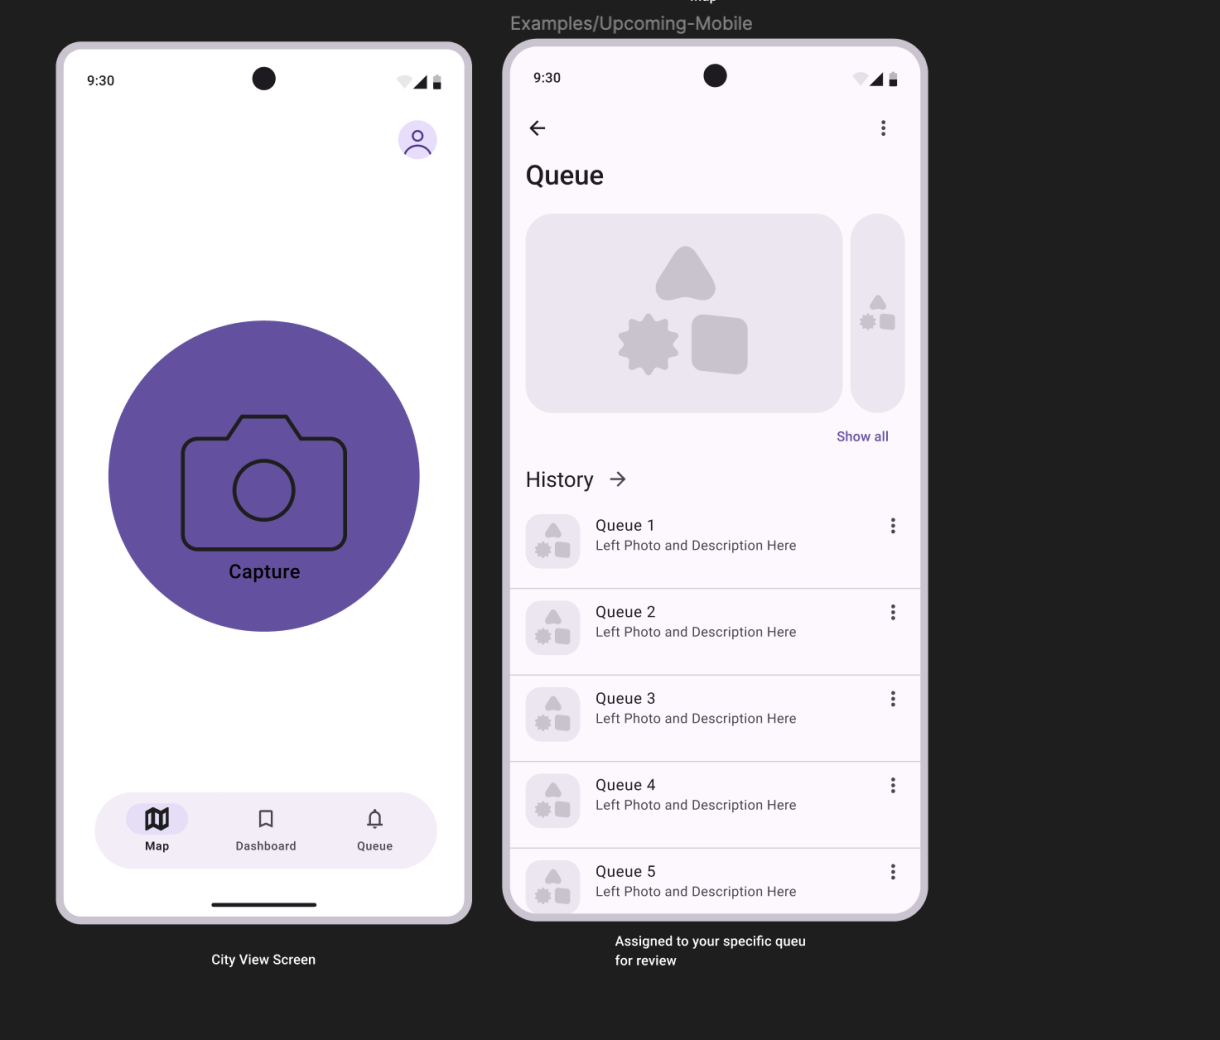 Map
Examples/Upcoming-Mobile
9:30
Capture
Map
Dashboard
Queue
City View Screen
9:30
Queue
Show all
History
Queue 1
Left Photo and Description Here
Queue 2
Left Photo and Description Here
Queue 3
Left Photo and Description Here
Queue 4
Left Photo and Description Here
Queue 5
Left Photo and Description Here
Assigned to your specific queu
for review